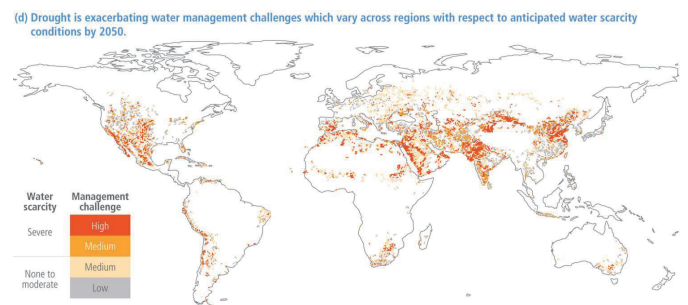 (d) Drought is exacerbating water management challenges which vary across regions with respect to anticipated water scarcity
conditions by 2050.
Water
scarcity
Management
challenge
Severe
High
Medium
None to
moderate
Medium
Low